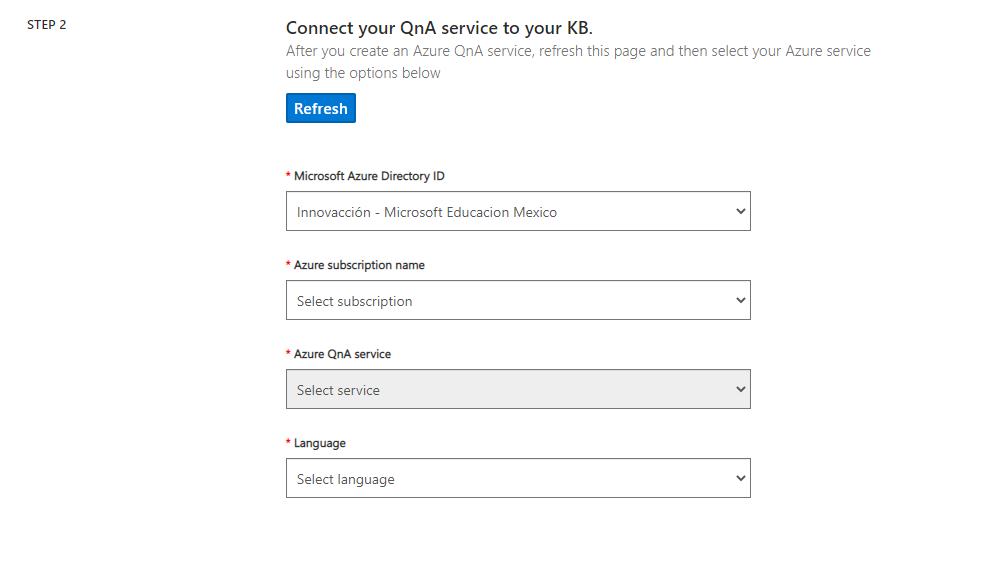 STEP 2
Connect your QnA service to your KB.
After you create an Azure QnA service, refresh this page and then select your Azure service
using the options below
Refresh
* Microsoft Azure Directory ID
Innovacción - Microsoft Educacion Mexico
* Azure subscription name
Select subscription
* Azure QnA service
Select service
* Language
Select language